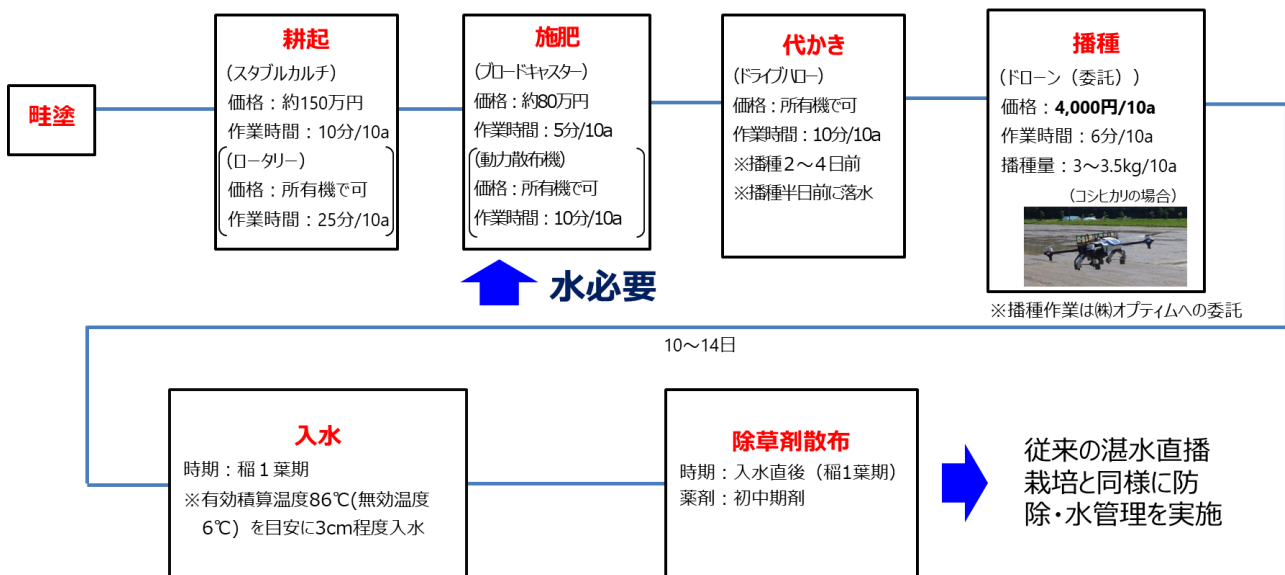 畦塗
耕起
(スタブルカルチ)
価格：約150万円
作業時間：10分/10a
(ロータリー)
価格：所有機で可
作業時間：25分/10a
施肥
(ブロードキャスター)
価格：約80万円
作業時間：5分/10a
(動力散布機)
価格：所有機で可
作業時間：10分/10a
代かき
(ドライブハロー)
価格：所有機で可
作業時間：10分/10a
※播種２～４日前
※播種半日前に落水
播種
(ドローン（委託）)
価格：4,000円/10a
作業時間：6分/10a
播種量：3～3.5kg/10a
(コシヒカリの場合)
水必要
※播種作業は㈱オプティムへの委託
10～14日
入水
時期：稲１葉期
※有効積算温度86℃(無効温度
6℃）を目安に3cm程度入水
除草剤散布
時期：入水直後（稲1葉期）
薬剤：初中期剤
従来の湛水直播
栽培と同様に防
除・水管理を実施